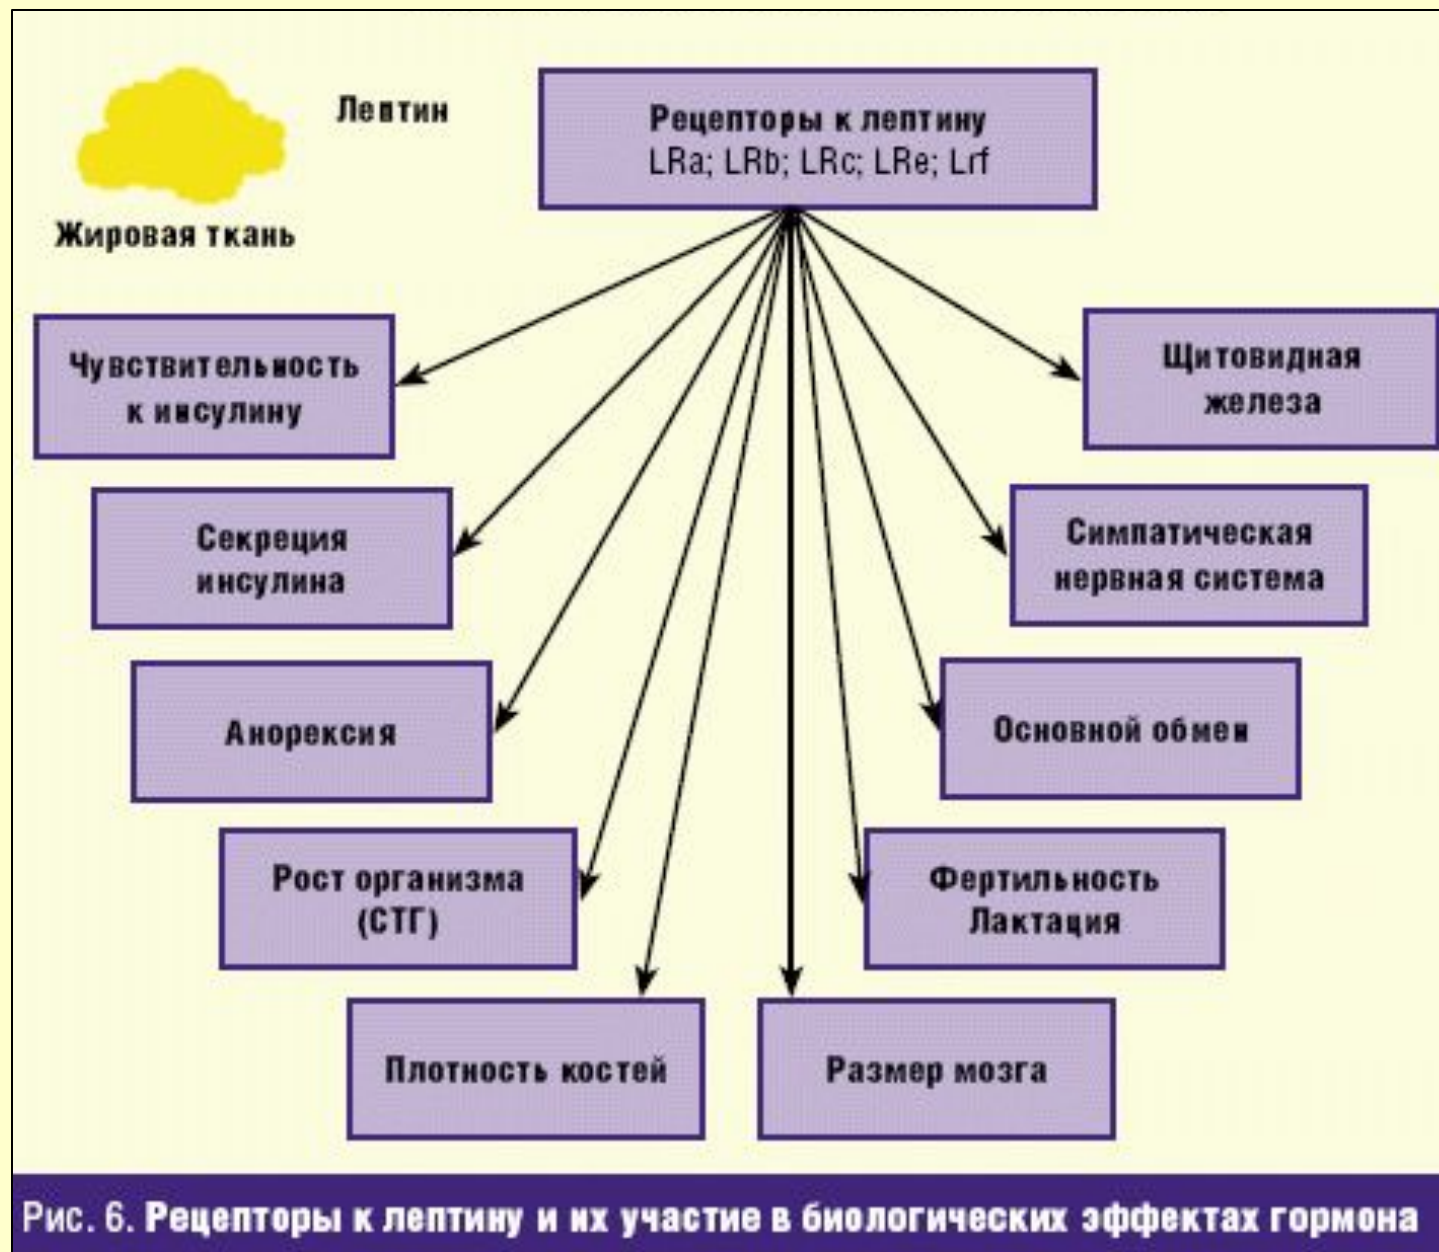 Лептин
Рецепторы к лептину
LRa; LRb; LRc; LRe; Lrf
Жировая ткань
Чувствительность
к инсулину
Щитовидная
железа
Секреция
инсулина
Симпатическая
нервная система
Анорексия
Основной обмен
Рост организма
(СТГ)
Фертильность
Лактация
Плотность костей
Размер мозга
Рис. 6. Рецепторы к лептину и их участие в биологических эффектах гормона